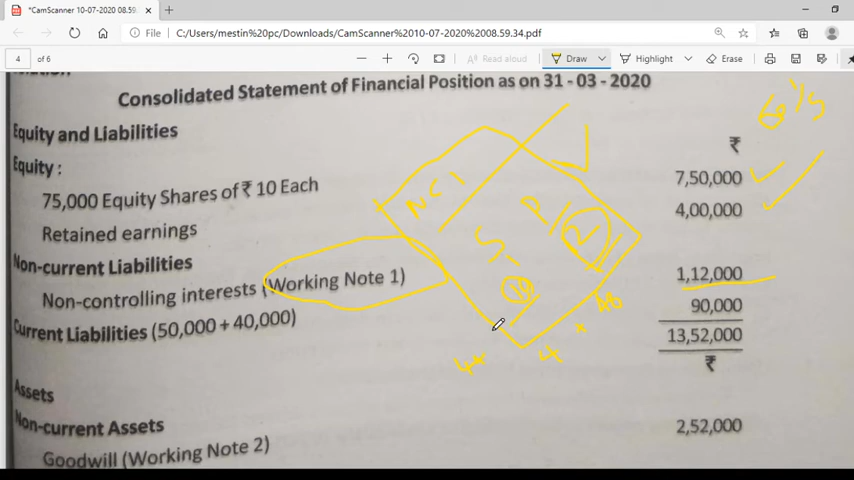 *CamScanner 10-07-2020 08.59.
File
C:/Users/mestin%20pc/Downloads/CamScanner%2010-07-2020%2008.59.34.pdf
4 of 6
Read aloud
Draw
Highlight
Erase
Consolidated Statement of Financial Position as on 31 - 03 - 2020
Equity and Liabilities
₹
Equity :
75,000 Equity Shares of ₹ 10 Each 7,50,000
Retained earnings 4,00,000
Non-current Liabilities
Non-controlling interests (Working Note 1) 1,12,000
Current Liabilities (50,000 + 40,000) 90,000
13,52,000
Assets ₹
Non-current Assets
Goodwill (Working Note 2) 2,52,000
NCI